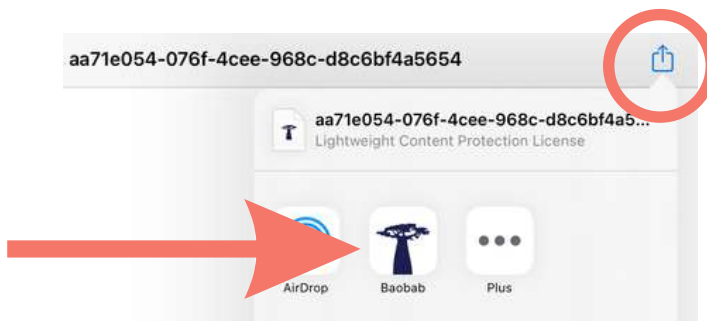 aa71e054-076f-4cee-968c-d8c6bf4a5654
aa71e054-076f-4cee-968c-d8c6bf4a5...
Lightweight Content Protection License
AirDrop Baobab Plus